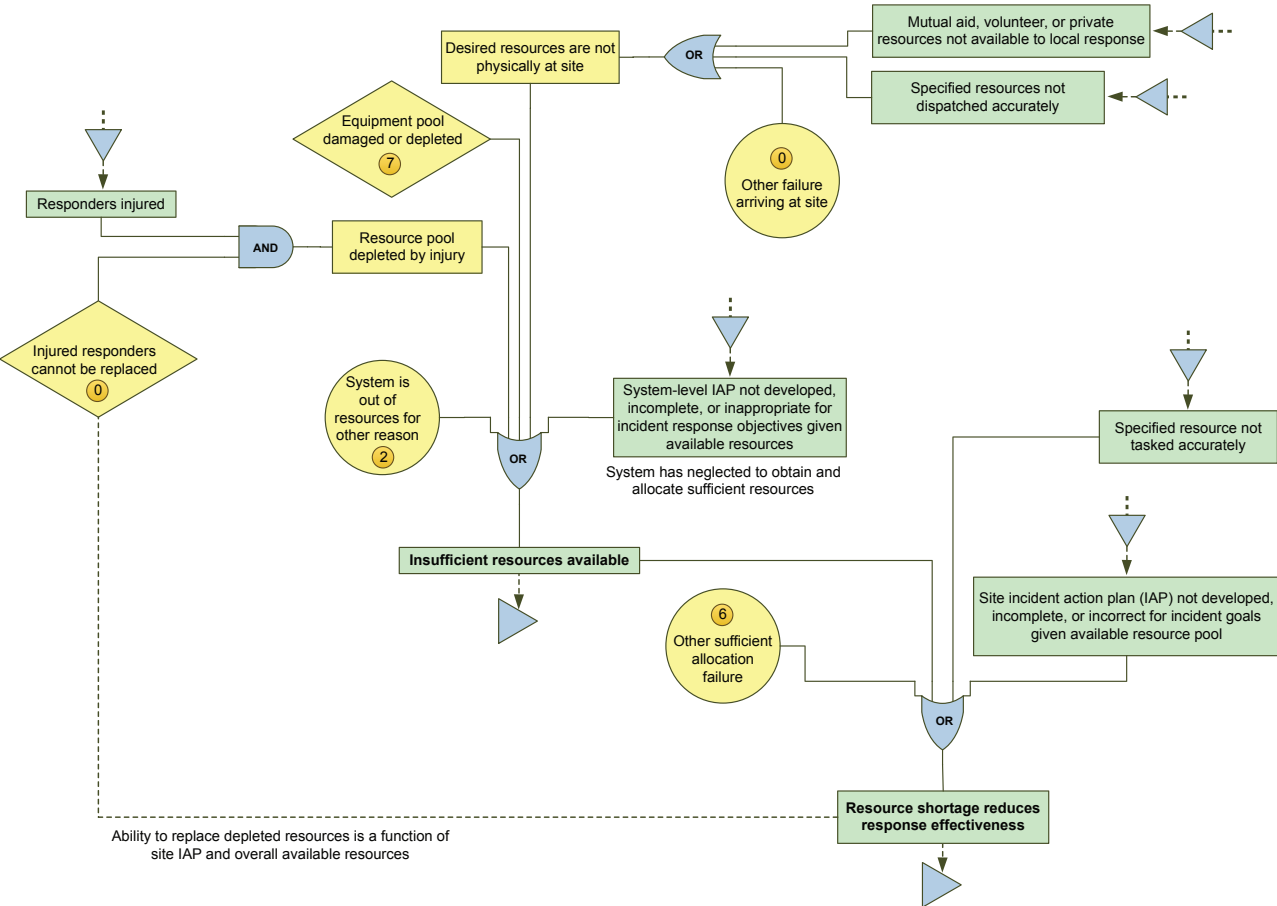 Mutual aid, volunteer, or private
resources not available to local response
Desired resources are not
physically at site
OR
Specified resources not
dispatched accurately
Equipment pool
damaged or depleted
7
0
Other failure
arriving at site
Responders injured
AND
Resource pool
depleted by injury
Injured responders
cannot be replaced
0
System is
out of
resources for
other reason
2
System-level IAP not developed,
incomplete, or inappropriate for
incident response objectives given
available resources
OR
System has neglected to obtain and
allocate sufficient resources
Specified resource not
tasked accurately
Insufficient resources available
Site incident action plan (IAP) not developed,
incomplete, or incorrect for incident goals
given available resource pool
6
Other sufficient
allocation
failure
OR
Resource shortage reduces
response effectiveness
Ability to replace depleted resources is a function of
site IAP and overall available resources